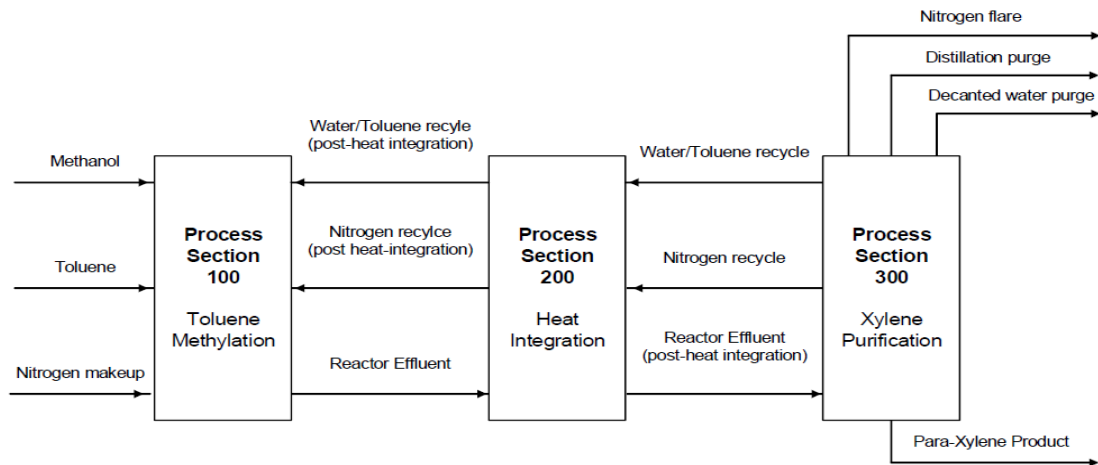 Nitrogen flare
Distillation purge
Decanted water purge
Water/Toluene recyle
(post-heat integration)
Methanol
Water/Toluene recycle
Process
Section
100
Toluene
Methylation
Nitrogen recylce
(post heat-integration)
Process
Section
200
Heat
Integration
Process
Section
300
Xylene
Purification
Toluene
Nitrogen recycle
Reactor Effluent
(post-heat integration)
Reactor Effluent
Nitrogen makeup
Para-Xylene Product